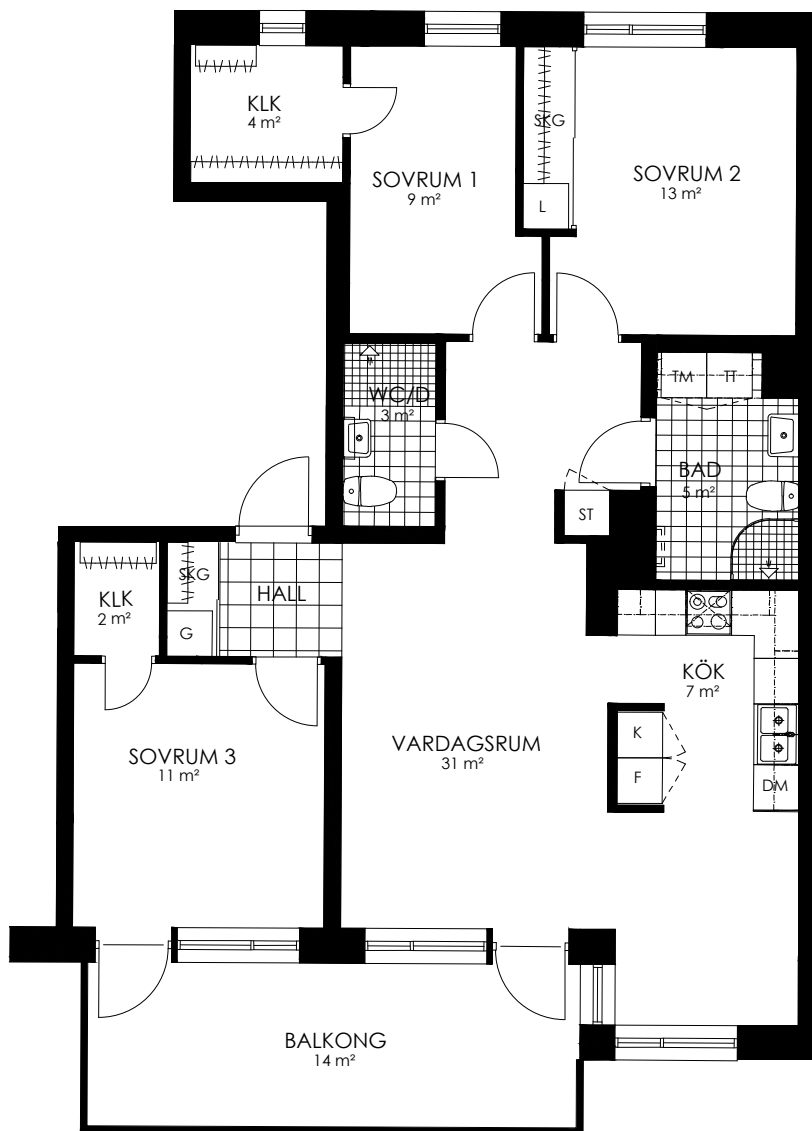 KLK
4 m²
SKG
L
SOVRUM 1
9 m²
SOVRUM 2
13 m²
WC/D
3 m²
TM
TT
BAD
5 m²
ST
KLK
2 m²
SKG
G
HALL
KÖK
7 m²
SOVRUM 3
11 m²
VARDAGSRUM
31 m²
K
F
DM
BALKONG
14 m²